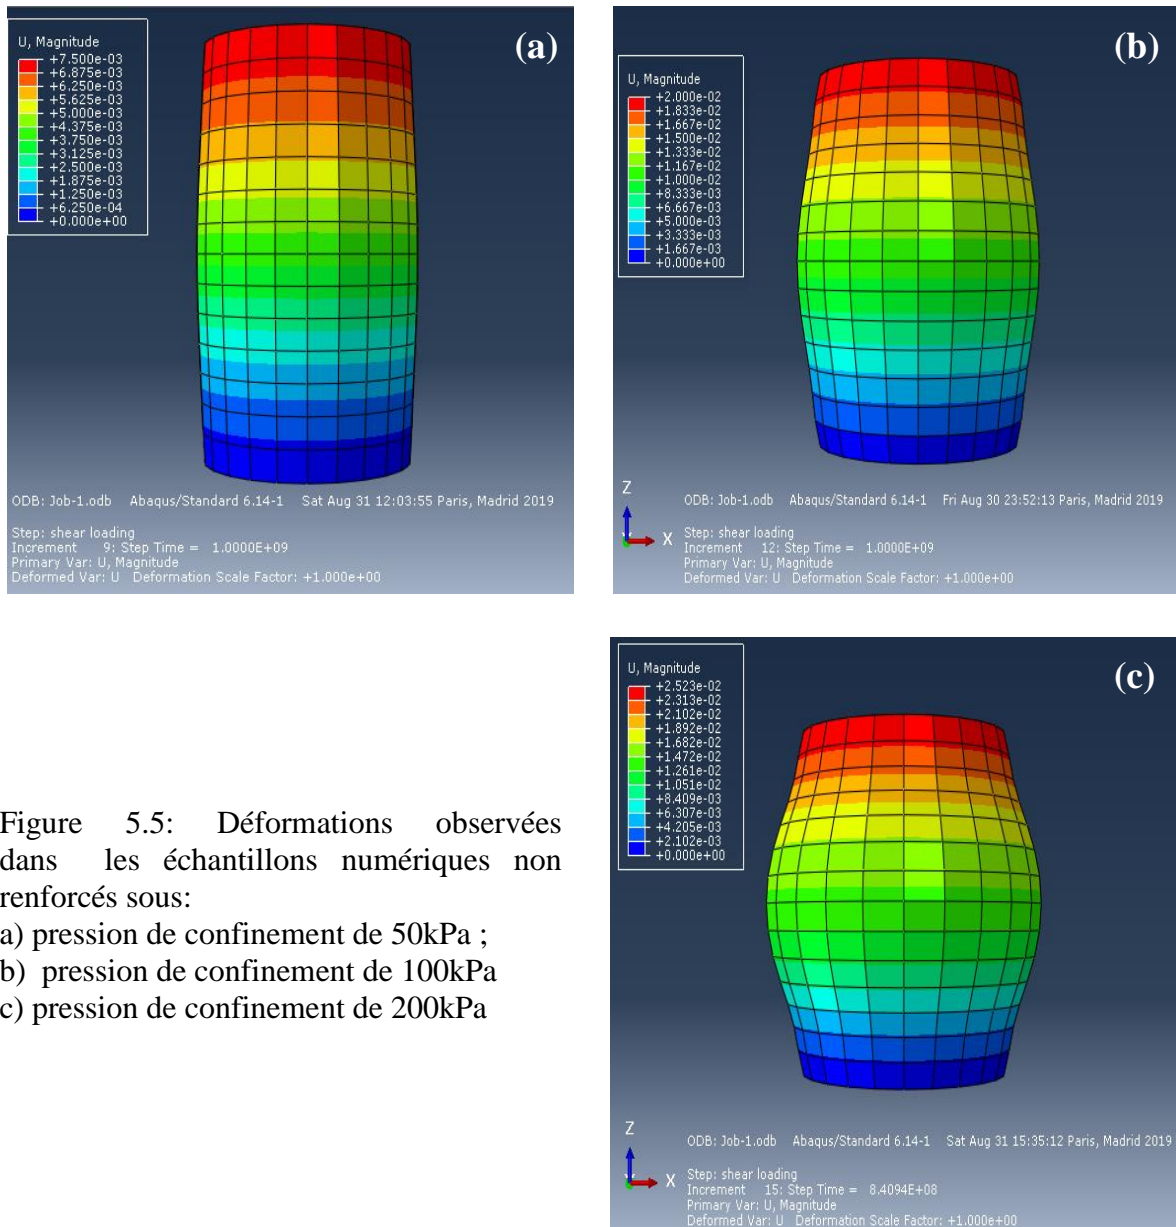 (a)
U, Magnitude
+7.500e-03
+6.875e-03
+6.250e-03
+5.625e-03
+5.000e-03
+4.375e-03
+3.750e-03
+3.125e-03
+2.500e-03
+1.875e-03
+1.250e-03
+6.250e-04
+0.000e+00
ODB: Job-1.odb Abaqus/Standard 6.14-1 Sat Aug 31 12:03:55 Paris, Madrid 2019
Step: shear loading
Increment 9: Step Time = 1.0000E+09
Primary Var: U, Magnitude
Deformed Var: U Deformation Scale Factor: +1.000e+00
(b)
U, Magnitude
+2.000e-02
+1.833e-02
+1.667e-02
+1.500e-02
+1.333e-02
+1.167e-02
+1.000e-02
+8.333e-03
+6.667e-03
+5.000e-03
+3.333e-03
+1.667e-03
+0.000e+00
Z
X
ODB: Job-1.odb Abaqus/Standard 6.14-1 Fri Aug 30 23:52:13 Paris, Madrid 2019
Step: shear loading
Increment 12: Step Time = 1.0000E+09
Primary Var: U, Magnitude
Deformed Var: U Deformation Scale Factor: +1.000e+00
Figure 5.5: Déformations observées
dans les échantillons numériques non
renforcés sous:
a) pression de confinement de 50kPa ;
b) pression de confinement de 100kPa
c) pression de confinement de 200kPa
(c)
U, Magnitude
+2.523e-02
+2.313e-02
+2.102e-02
+1.892e-02
+1.682e-02
+1.472e-02
+1.261e-02
+1.051e-02
+8.409e-03
+6.307e-03
+4.205e-03
+2.102e-03
+0.000e+00
Z
X
ODB: Job-1.odb Abaqus/Standard 6.14-1 Sat Aug 31 15:35:12 Paris, Madrid 2019
Step: shear loading
Increment 15: Step Time = 8.4094E+08
Primary Var: U, Magnitude
Deformed Var: U Deformation Scale Factor: +1.000e+00